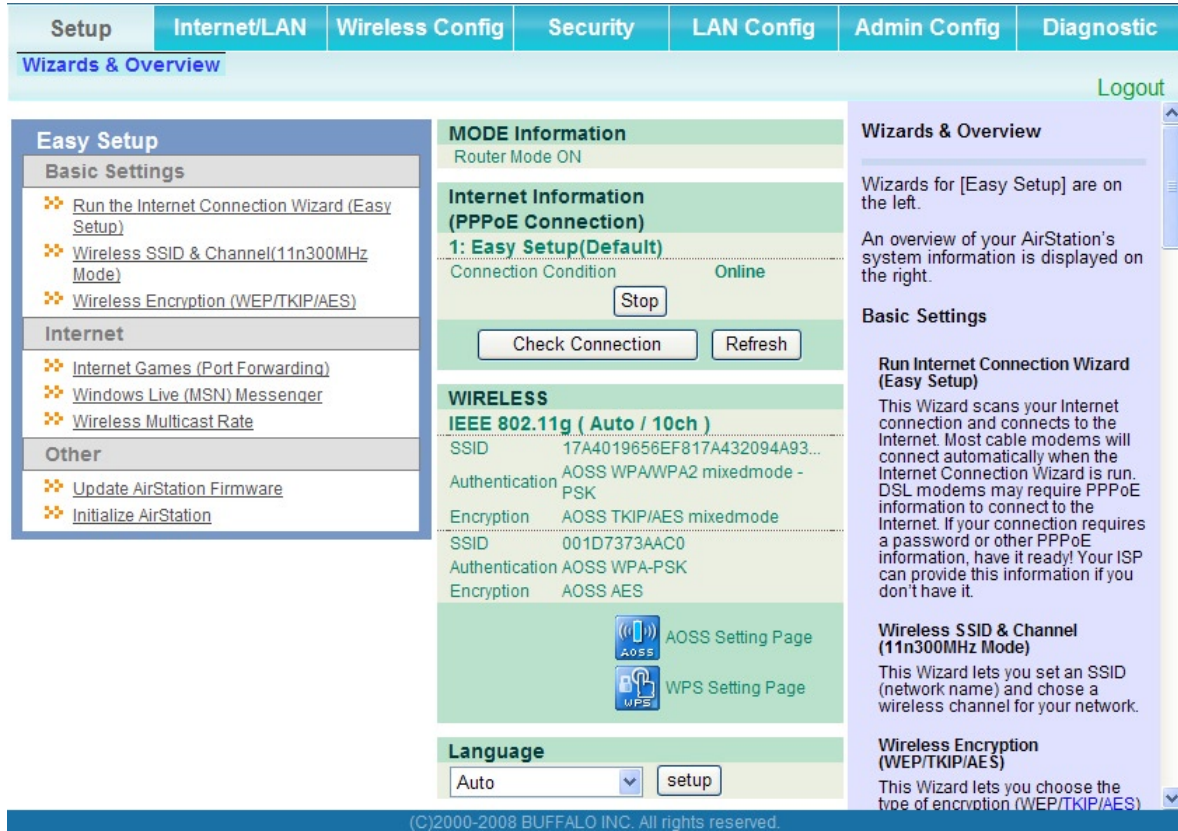 Setup
Internet/LAN
Wireless Config
Security
LAN Config
Admin Config
Diagnostic
Wizards & Overview
Logout
Easy Setup
Basic Settings
Run the Internet Connection Wizard (Easy
Setup)
Wireless SSID & Channel(11n300MHz
Mode)
Wireless Encryption (WEP/TKIP/AES)
Internet
Internet Games (Port Forwarding)
Windows Live (MSN) Messenger
Wireless Multicast Rate
Other
Update AirStation Firmware
Initialize AirStation
MODE Information
Router Mode ON
Internet Information
(PPPoE Connection)
1: Easy Setup(Default)
Connection Condition Online
Stop
Check Connection Refresh
WIRELESS
IEEE 802.11g ( Auto / 10ch )
SSID 17A4019656EF817A432094A93...
Authentication AOSS WPA/WPA2 mixedmode -
PSK
Encryption AOSS TKIP/AES mixedmode
SSID 001D7373AAC0
Authentication AOSS WPA-PSK
Encryption AOSS AES
AOSS AOSS Setting Page
WPS WPS Setting Page
Language
Auto setup
Wizards & Overview
Wizards for [Easy Setup] are on
the left.
An overview of your AirStation's
system information is displayed on
the right.
Basic Settings
Run Internet Connection Wizard
(Easy Setup)
This Wizard scans your Internet
connection and connects to the
Internet. Most cable modems will
connect automatically when the
Internet Connection Wizard is run.
DSL modems may require PPPoE
information to connect to the
Internet. If your connection requires
a password or other PPPoE
information, have it ready! Your ISP
can provide this information if you
don't have it.
Wireless SSID & Channel
(11n300MHz Mode)
This Wizard lets you set an SSID
(network name) and chose a
wireless channel for your network.
Wireless Encryption
(WEP/TKIP/AES)
This Wizard lets you choose the
type of encryption (WEP/TKIP/AES)
(C)2000-2008 BUFFALO INC. All rights reserved.